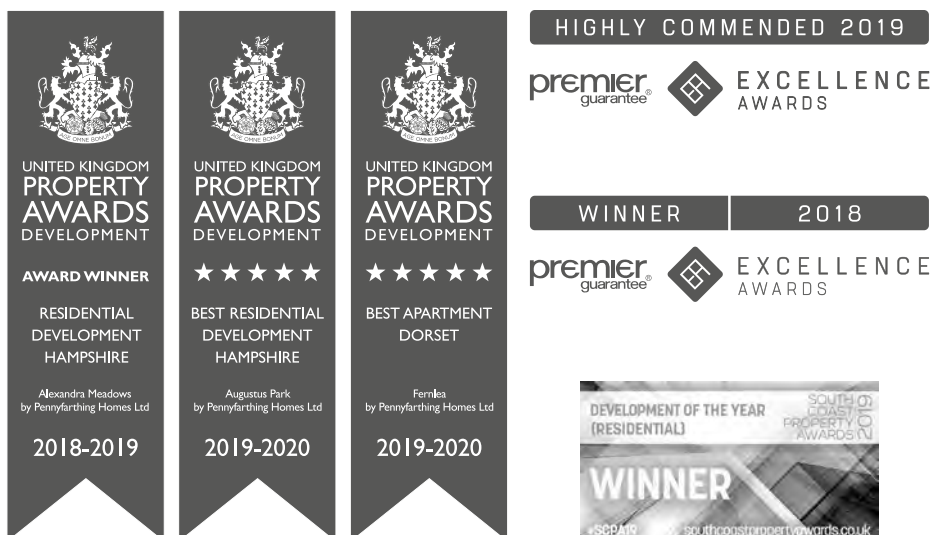 AGE OMNE BONUM
UNITED KINGDOM
PROPERTY
AWARDS
DEVELOPMENT
AWARD WINNER
RESIDENTIAL
DEVELOPMENT
HAMPSHIRE
Alexandra Meadows
by Pennyfarthing Homes Ltd
2018-2019
AGE OMNE BONUM
UNITED KINGDOM
PROPERTY
AWARDS
DEVELOPMENT
★★★★★
BEST RESIDENTIAL
DEVELOPMENT
HAMPSHIRE
Augustus Park
by Pennyfarthing Homes Ltd
2019-2020
AGE OMNE BONUM
UNITED KINGDOM
PROPERTY
AWARDS
DEVELOPMENT
★★★★★
BEST APARTMENT
DORSET
Fernlea
by Pennyfarthing Homes Ltd
2019-2020
HIGHLY COMMENDED 2019
premier
guarantee®
EXCELLENCE
AWARDS
WINNER 2018
premier
guarantee®
EXCELLENCE
AWARDS
DEVELOPMENT OF THE YEAR
(RESIDENTIAL)
SOUTH
COAST
PROPERTY
AWARDS
2019
WINNER
#SCPA19 southcoastpropertyawards.co.uk